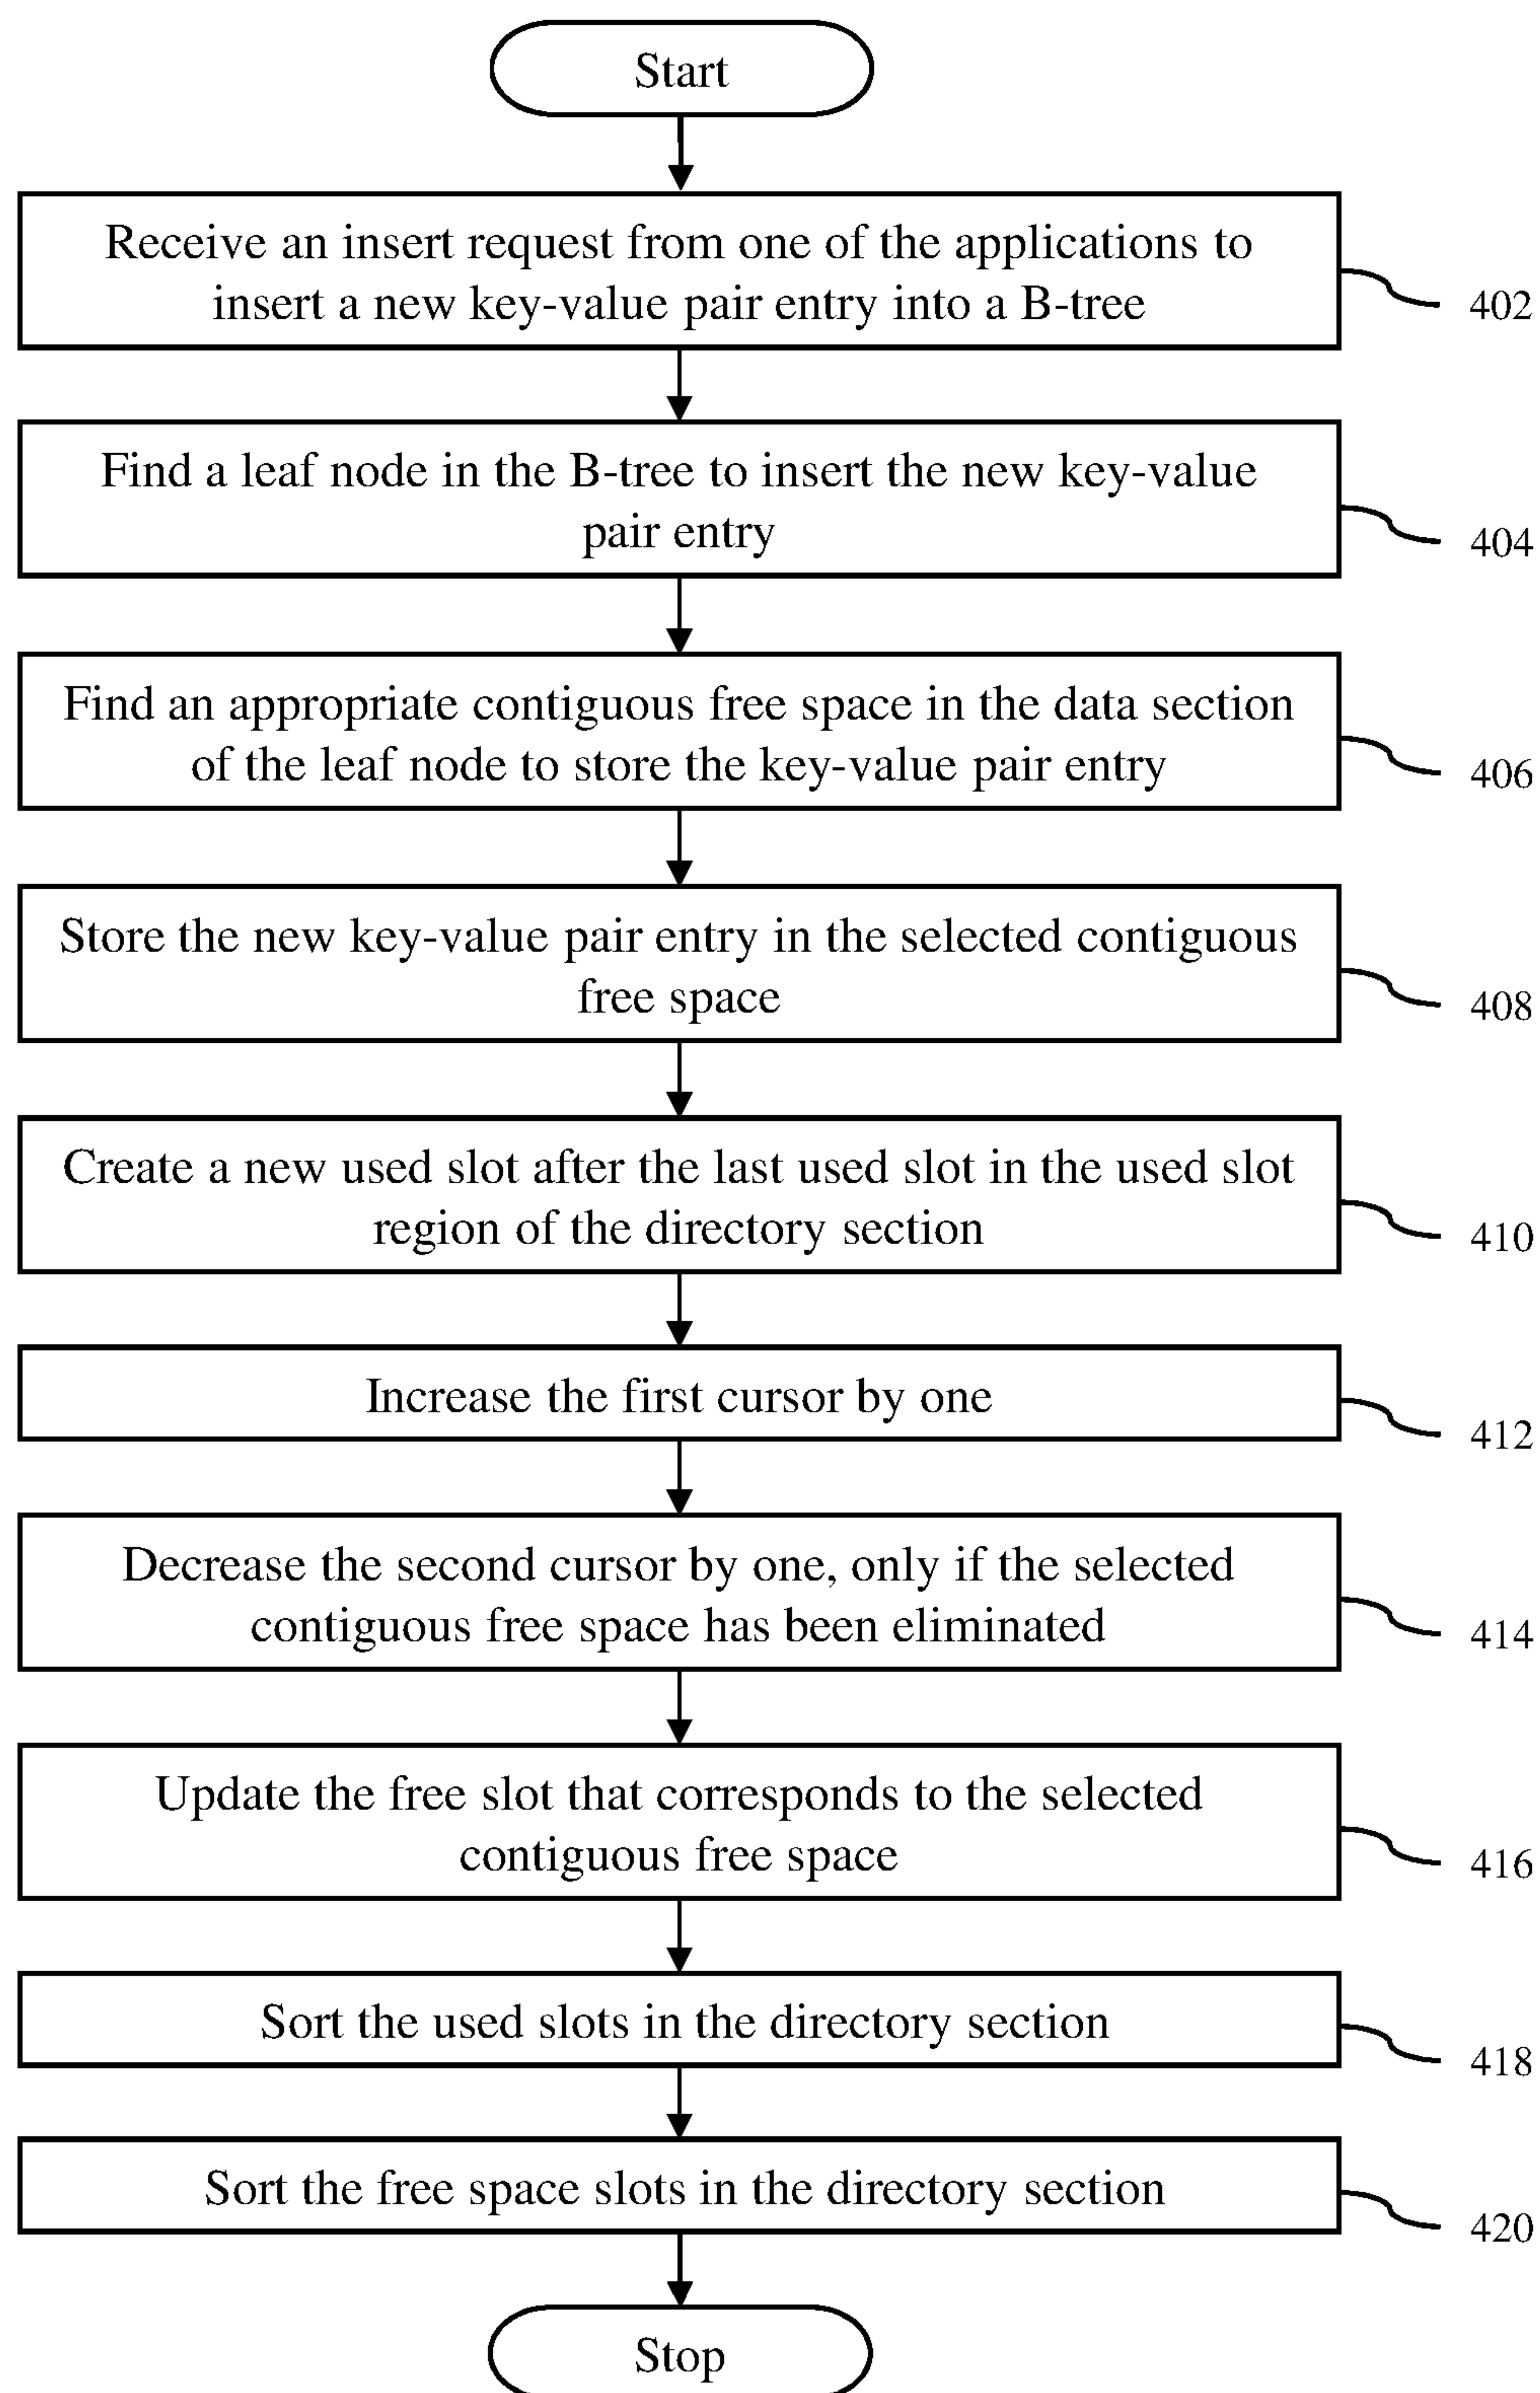 Start
Receive an insert request from one of the applications to
insert a new key-value pair entry into a B-tree
402
Find a leaf node in the B-tree to insert the new key-value
pair entry
404
Find an appropriate contiguous free space in the data section
of the leaf node to store the key-value pair entry
406
Store the new key-value pair entry in the selected contiguous
free space
408
Create a new used slot after the last used slot in the used slot
region of the directory section
410
Increase the first cursor by one
412
Decrease the second cursor by one, only if the selected
contiguous free space has been eliminated
414
Update the free slot that corresponds to the selected
contiguous free space
416
Sort the used slots in the directory section
418
Sort the free space slots in the directory section
420
Stop